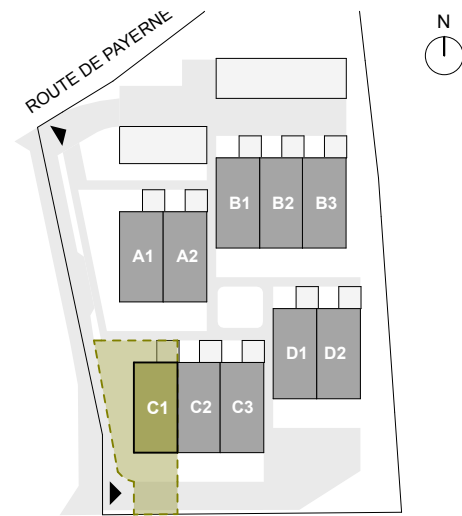 N
ROUTE DE PAYERNE
B1 B2 B3
A1 A2
D1 D2
C1 C2 C3